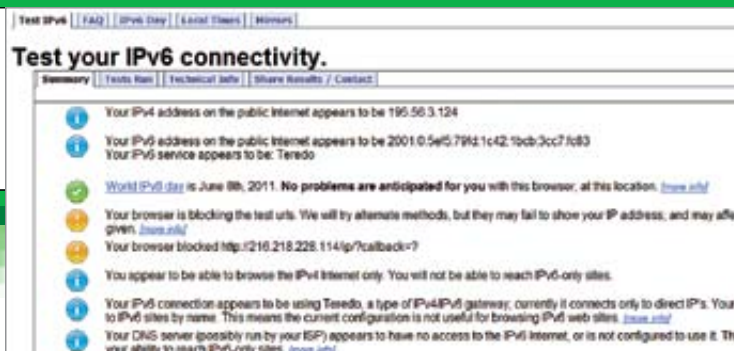 Test IPv6 FAQ IPv6 Day Local Times Mirrors
Test your IPv6 connectivity.
Summary Tests Run Technical Info Share Results / Contact
Your IPv4 address on the public Internet appears to be 195.56.3.124
Your IPv6 address on the public Internet appears to be 2001:0:5ef5:79fd:1c42:1bcb:3cc7:fc83
Your IPv6 service appears to be: Teredo
World IPv6 day is June 8th, 2011. No problems are anticipated for you with this browser, at this location. [more info]
Your browser is blocking the test urls. We will try alternate methods, but they may fail to show your IP address, and may affe
given. [more info]
Your browser blocked http://216.218.228.114/ip/?callback=?
You appear to be able to browse the IPv4 Internet only. You will not be able to reach IPv6-only sites.
Your IPv6 connection appears to be using Teredo, a type of IPv4/IPv6 gateway; currently it connects only to direct IP's. Your
to IPv6 sites by name. This means the current configuration is not useful for browsing IPv6 web sites. [more info]
Your DNS server (possibly run by your ISP) appears to have no access to the IPv6 Internet, or is not configured to use it. Th
your ability to reach IPv6-only sites. [more info]